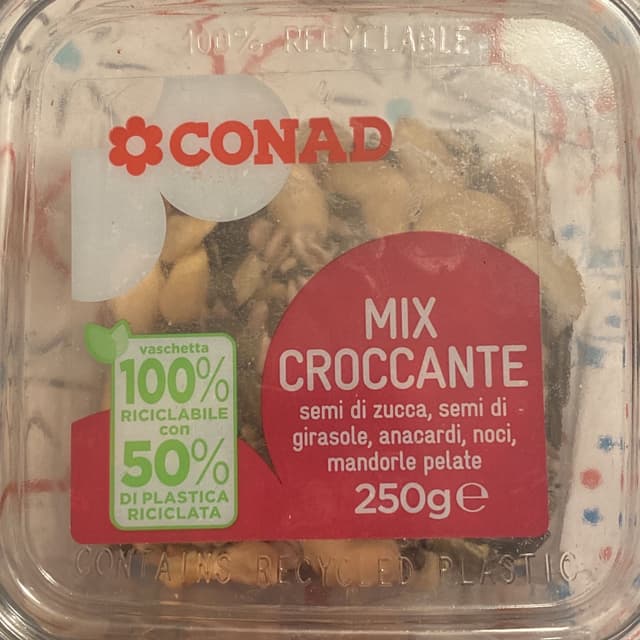 100% RECYCLABLE
CONAD
MIX
CROCCANTE
semi di zucca, semi di
girasole, anacardi, noci,
mandorle pelate
250g℮
vaschetta
100%
RICICLABILE
con
50%
DI PLASTICA
RICICLATA
CONTAINS RECYCLED PLASTIC